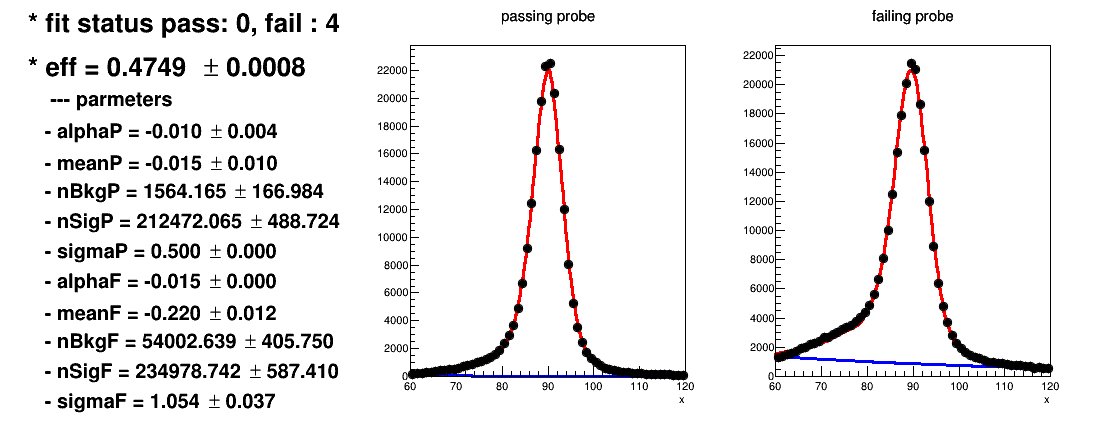 * fit status pass: 0, fail : 4
* eff = 0.4749 ± 0.0008
--- parmeters
- alphaP = -0.010 ± 0.004
- meanP = -0.015 ± 0.010
- nBkgP = 1564.165 ± 166.984
- nSigP = 212472.065 ± 488.724
- sigmaP = 0.500 ± 0.000
- alphaF = -0.015 ± 0.000
- meanF = -0.220 ± 0.012
- nBkgF = 54002.639 ± 405.750
- nSigF = 234978.742 ± 587.410
- sigmaF = 1.054 ± 0.037
passing probe
22000
20000
18000
16000
14000
12000
10000
8000
6000
4000
2000
0
60 70 80 90 100 110 120
x
failing probe
22000
20000
18000
16000
14000
12000
10000
8000
6000
4000
2000
0
60 70 80 90 100 110 120
x